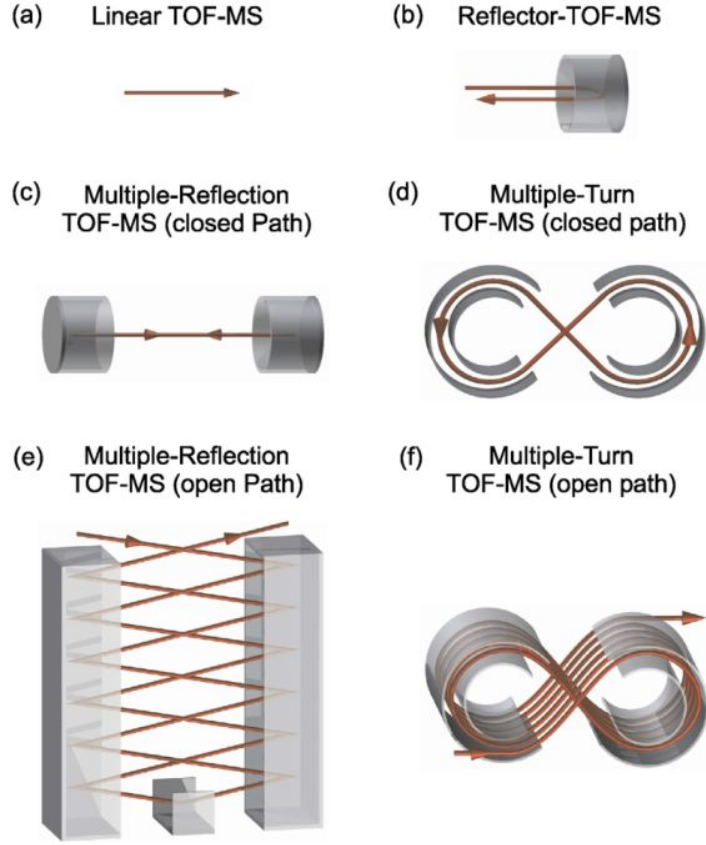 (a) Linear TOF-MS
(b) Reflector-TOF-MS
(c) Multiple-Reflection
TOF-MS (closed Path)
(d) Multiple-Turn
TOF-MS (closed path)
(e) Multiple-Reflection
TOF-MS (open Path)
(f) Multiple-Turn
TOF-MS (open path)